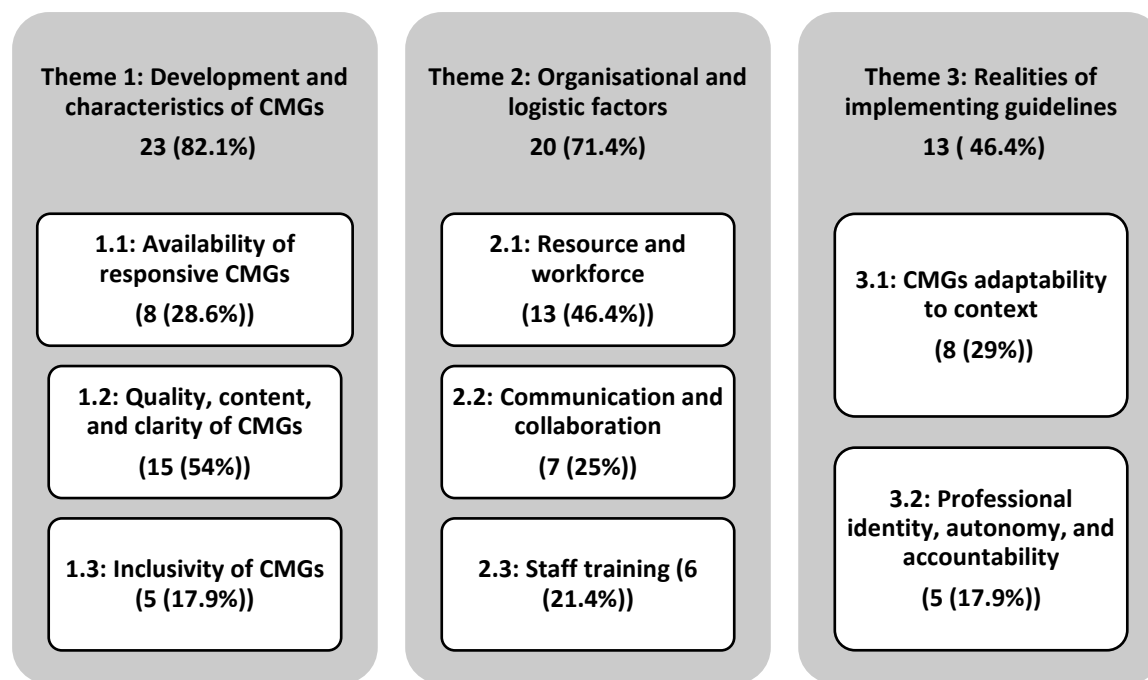 Theme 1: Development and
characteristics of CMGs
23 (82.1%)
1.1: Availability of
responsive CMGs
(8 (28.6%))
1.2: Quality, content,
and clarity of CMGs
(15 (54%))
1.3: Inclusivity of CMGs
(5 (17.9%))
Theme 2: Organisational and
logistic factors
20 (71.4%)
2.1: Resource and
workforce
(13 (46.4%))
2.2: Communication and
collaboration
(7 (25%))
2.3: Staff training (6
(21.4%))
Theme 3: Realities of
implementing guidelines
13 ( 46.4%)
3.1: CMGs adaptability
to context
(8 (29%))
3.2: Professional
identity, autonomy, and
accountability
(5 (17.9%))